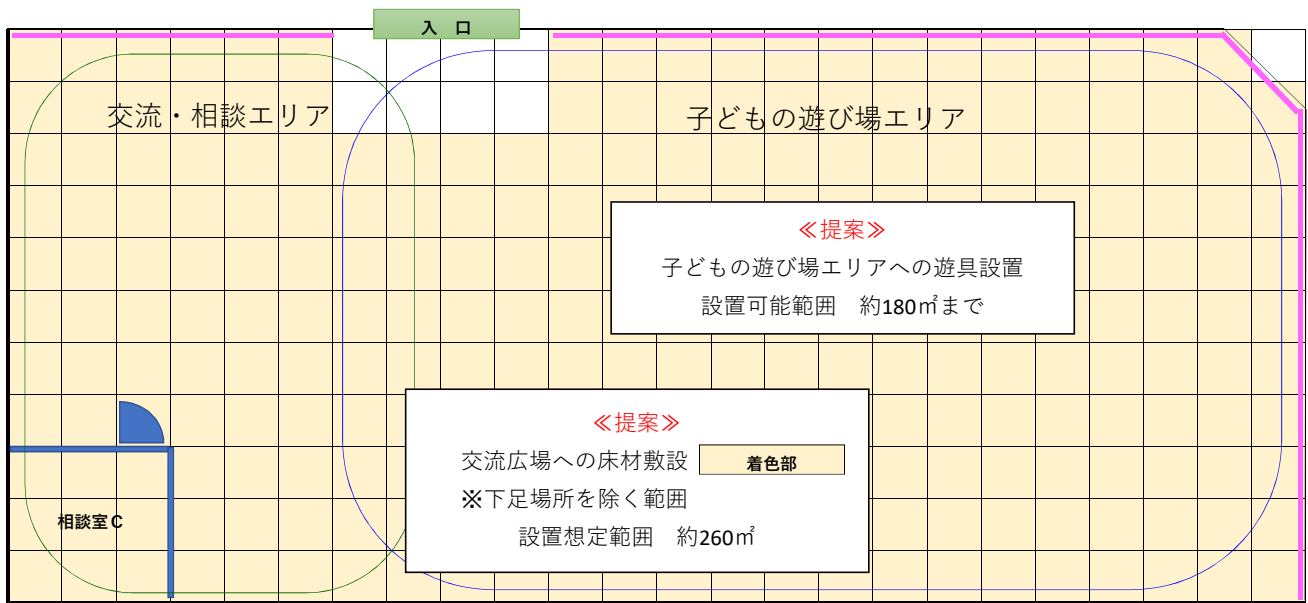 入 口
交流・相談エリア
子どもの遊び場エリア
≪提案≫
子どもの遊び場エリアへの遊具設置
設置可能範囲　約180㎡まで
≪提案≫
交流広場への床材敷設 着色部
※下足場所を除く範囲
設置想定範囲　約260㎡
相談室C